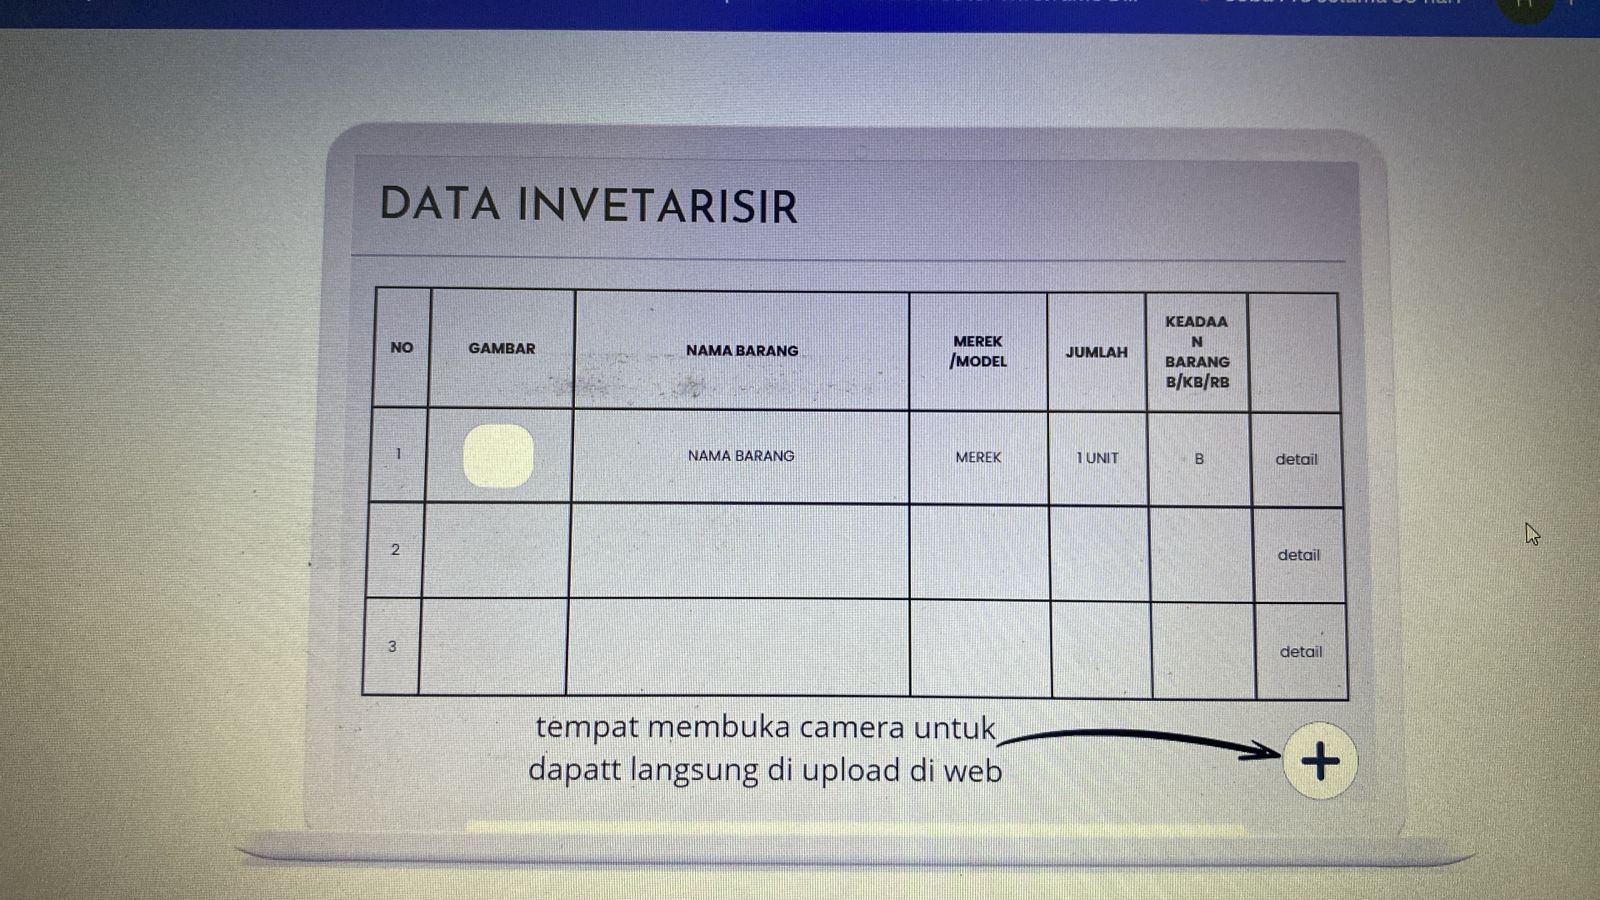 DATA INVETARISIR
NO
GAMBAR
NAMA BARANG
MEREK
/MODEL
JUMLAH
KEADAA
N
BARANG
B/KB/RB
1
NAMA BARANG
MEREK
1 UNIT
B
detail
2
detail
3
detail
tempat membuka camera untuk
dapatt langsung di upload di web